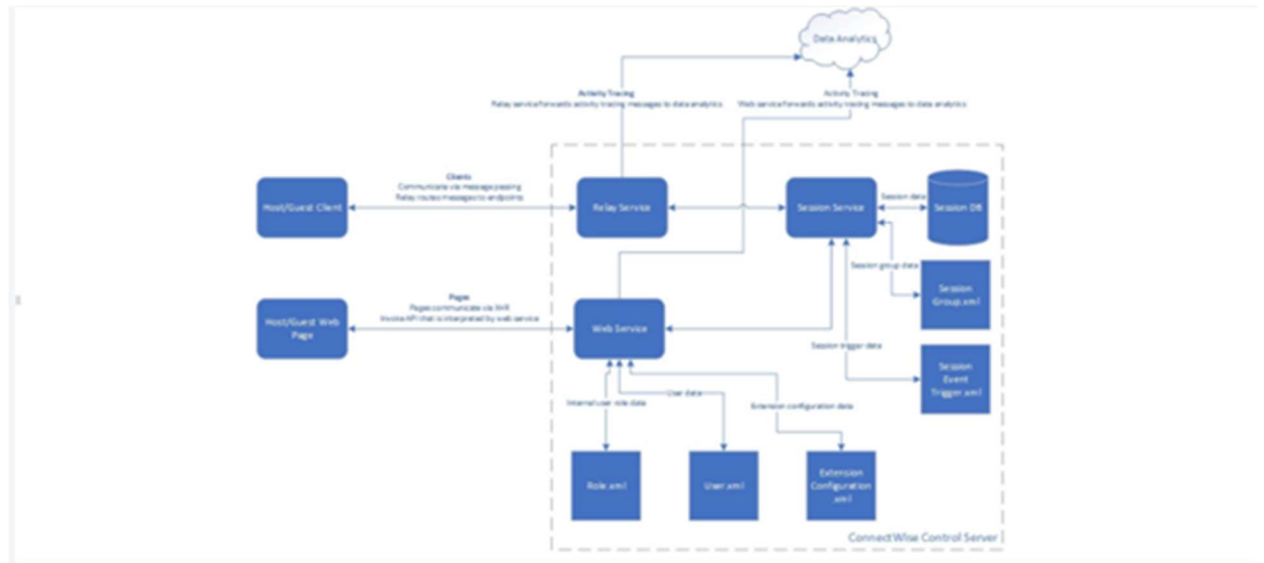 Data Analytics
Activity Tracing
Relay service forwards activity tracing messages to data analytics
Activity Tracing
Web service forwards activity tracing messages to data analytics
Clients
Communicate via message passing
Relay routes messages to endpoints
Host/Guest Client
Relay Service
Session Service
Session data
Session DB
Session group data
Session
Group.xml
Pages
Pages communicate via XHR
Invoke API that is interpreted by web service
Host/Guest Web
Page
Web Service
Session trigger data
Session
Event
Trigger.xml
Internal user role data
User data
Extension configuration data
Role.xml
User.xml
Extension
Configuration
.xml
ConnectWise Control Server